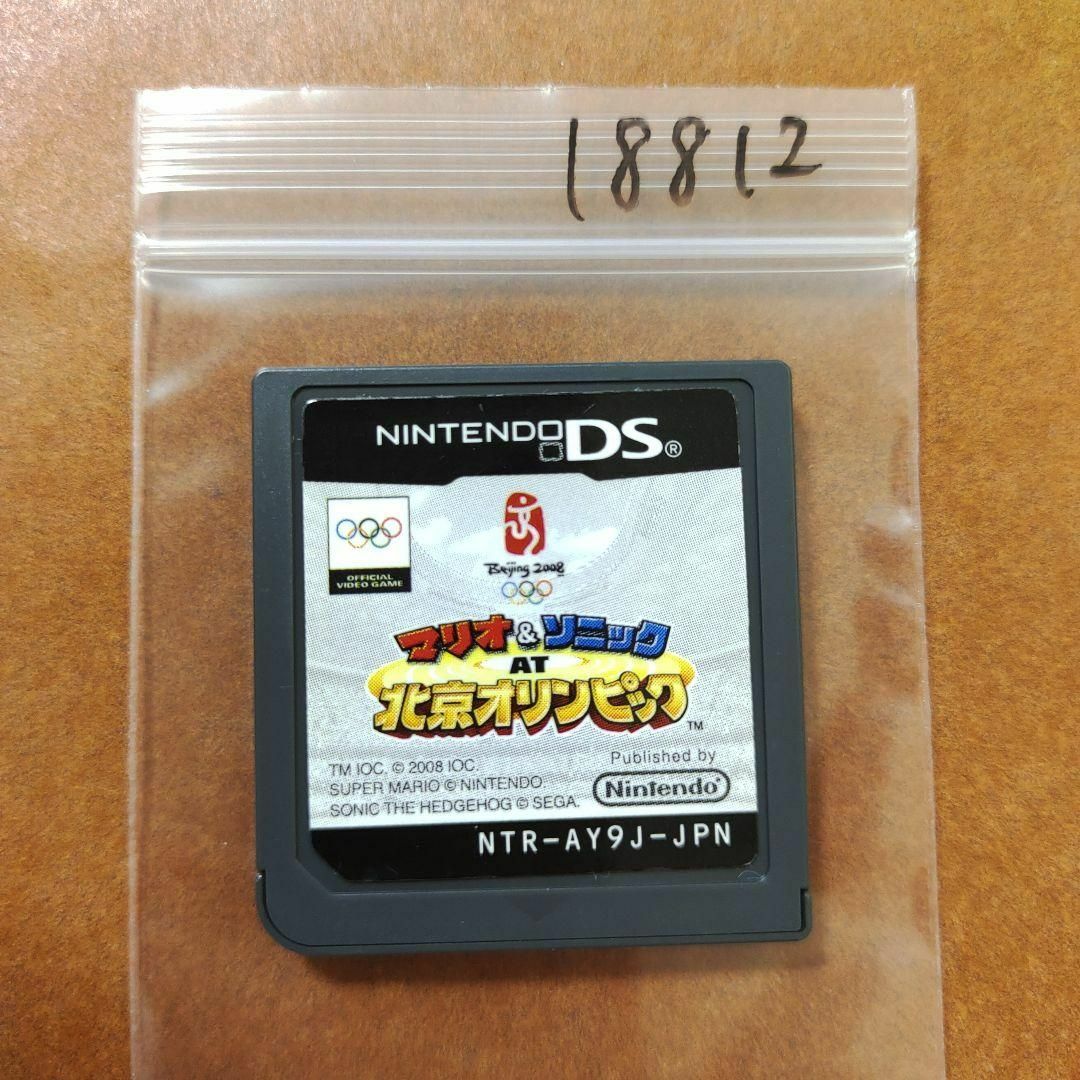 18812
NINTENDO DS®
OFFICIAL
VIDEO GAME
Beijing 2008
マリオ&ソニック
AT
北京オリンピック™
TM IOC. © 2008 IOC.
SUPER MARIO © NINTENDO.
SONIC THE HEDGEHOG © SEGA.
Published by
Nintendo®
NTR-AY9J-JPN